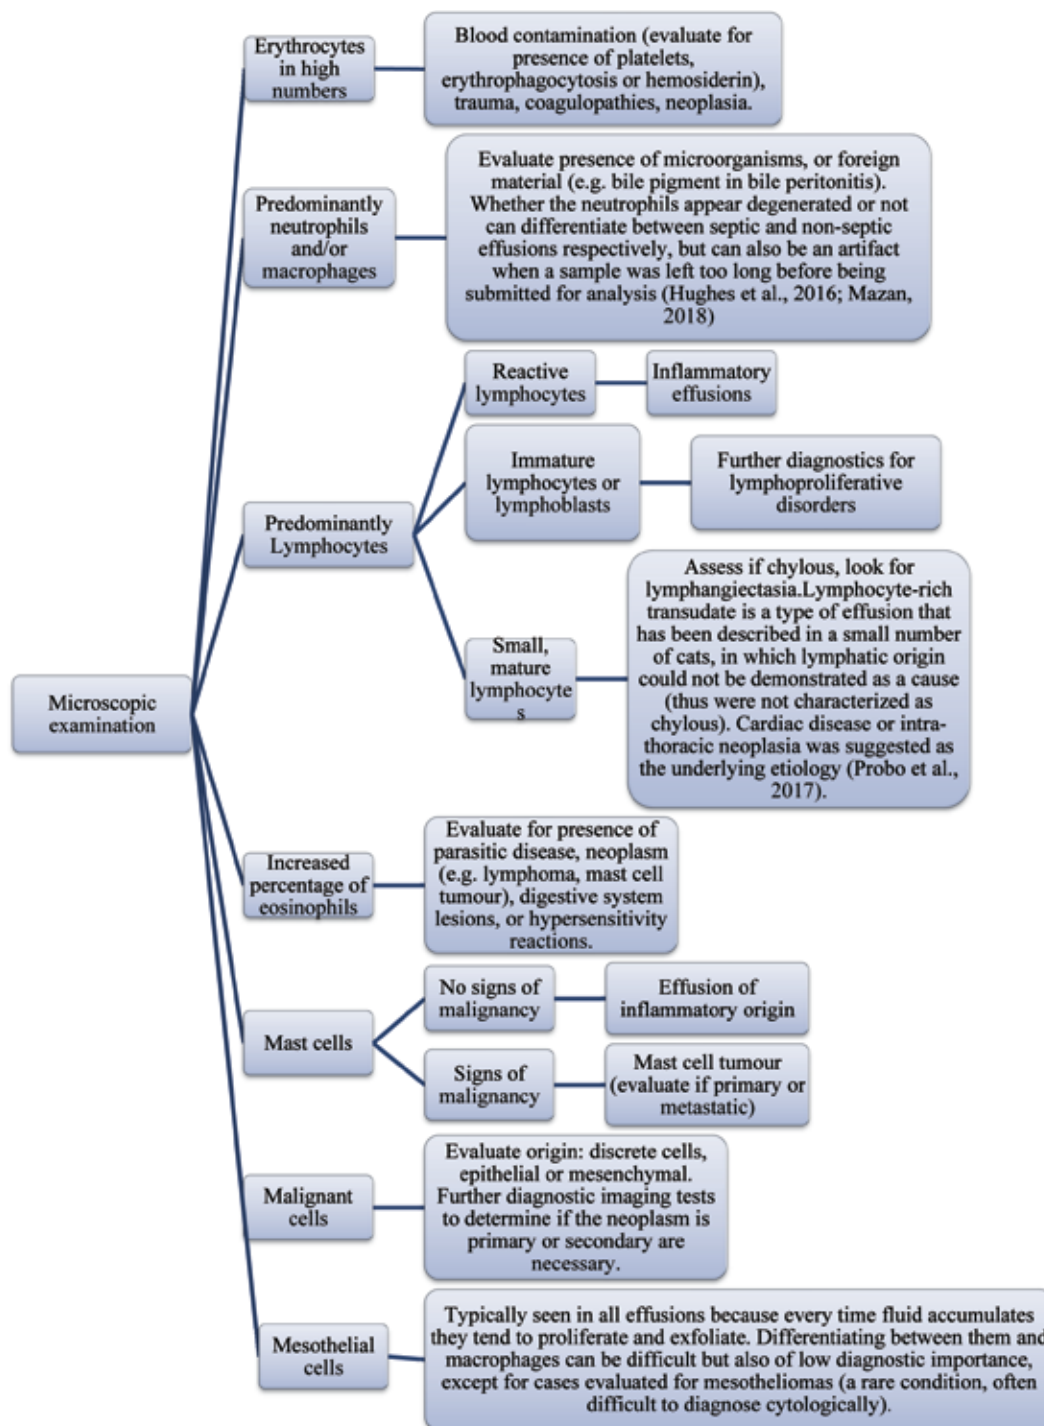 Microscopic
examination
Erythrocytes
in high
numbers
Blood contamination (evaluate for
presence of platelets,
erythrophagocytosis or hemosiderin),
trauma, coagulopathies, neoplasia.
Predominantly
neutrophils
and/or
macrophages
Evaluate presence of microorganisms, or foreign
material (e.g. bile pigment in bile peritonitis).
Whether the neutrophils appear degenerated or not
can differentiate between septic and non-septic
effusions respectively, but can also be an artifact
when a sample was left too long before being
submitted for analysis (Hughes et al., 2016; Mazan,
2018)
Predominantly
Lymphocytes
Reactive
lymphocytes
Inflammatory
effusions
Immature
lymphocytes or
lymphoblasts
Further diagnostics for
lymphoproliferative
disorders
Small,
mature
lymphocyte
s
Assess if chylous, look for
lymphangiectasia.Lymphocyte-rich
transudate is a type of effusion that
has been described in a small number
of cats, in which lymphatic origin
could not be demonstrated as a cause
(thus were not characterized as
chylous). Cardiac disease or intra-
thoracic neoplasia was suggested as
the underlying etiology (Probo et al.,
2017).
Increased
percentage of
eosinophils
Evaluate for presence of
parasitic disease, neoplasm
(e.g. lymphoma, mast cell
tumour), digestive system
lesions, or hypersensitivity
reactions.
Mast cells
No signs of
malignancy
Effusion of
inflammatory origin
Signs of
malignancy
Mast cell tumour
(evaluate if primary or
metastatic)
Malignant
cells
Evaluate origin: discrete cells,
epithelial or mesenchymal.
Further diagnostic imaging tests
to determine if the neoplasm is
primary or secondary are
necessary.
Mesothelial
cells
Typically seen in all effusions because every time fluid accumulates
they tend to proliferate and exfoliate. Differentiating between them and
macrophages can be difficult but also of low diagnostic importance,
except for cases evaluated for mesotheliomas (a rare condition, often
difficult to diagnose cytologically).